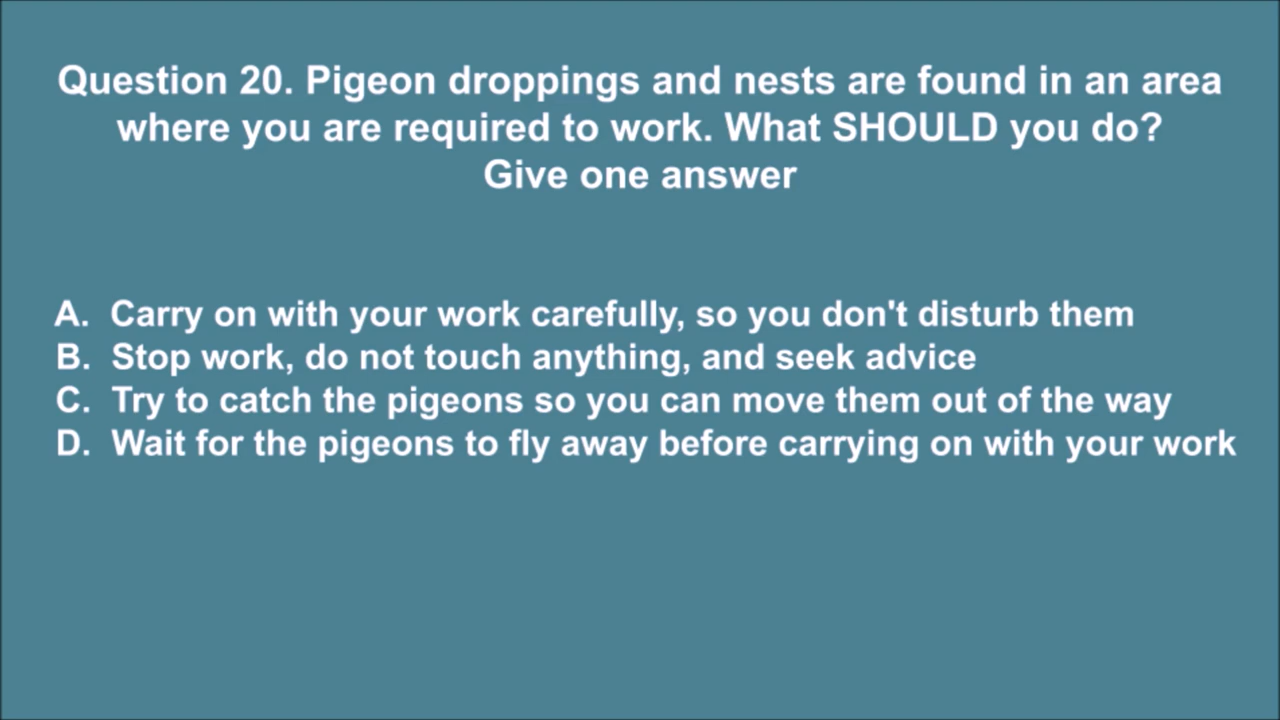 Question 20. Pigeon droppings and nests are found in an area
where you are required to work. What SHOULD you do?
Give one answer
A. Carry on with your work carefully, so you don't disturb them
B. Stop work, do not touch anything, and seek advice
C. Try to catch the pigeons so you can move them out of the way
D. Wait for the pigeons to fly away before carrying on with your work